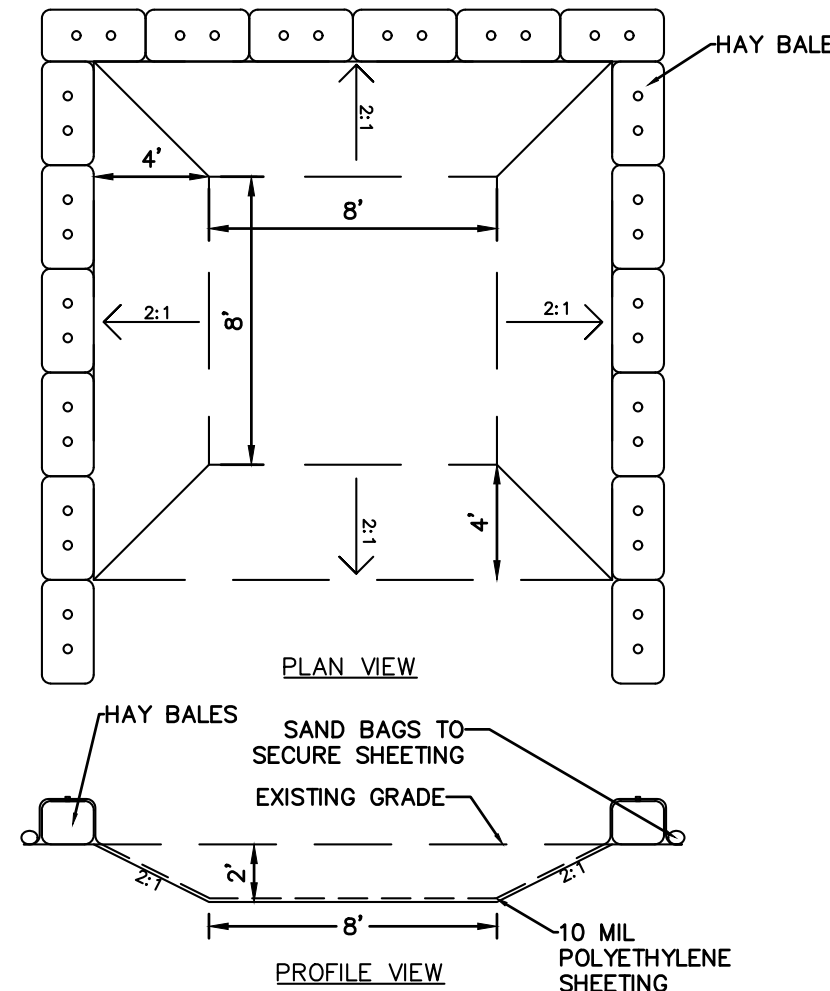 HAY BALE
2:1
4'
8'
8'
2:1
2:1
4'
2:1
PLAN VIEW
HAY BALES
SAND BAGS TO
SECURE SHEETING
EXISTING GRADE
2'
2:1
2:1
8'
10 MIL
POLYETHYLENE
SHEETING
PROFILE VIEW